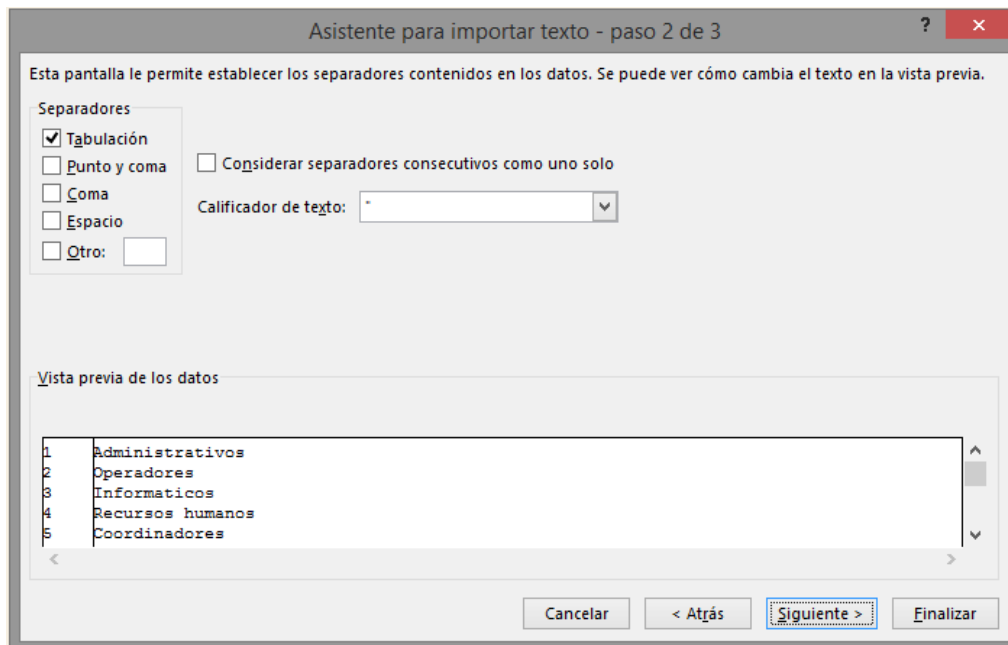 Asistente para importar texto - paso 2 de 3
?
Esta pantalla le permite establecer los separadores contenidos en los datos. Se puede ver cómo cambia el texto en la vista previa.
Separadores
Tabulación
Punto y coma
Coma
Espacio
Otro:
Considerar separadores consecutivos como uno solo
Calificador de texto: "
Vista previa de los datos
1 Administrativos
2 Operadores
3 Informaticos
4 Recursos humanos
5 Coordinadores
Cancelar < Atrás Siguiente > Finalizar